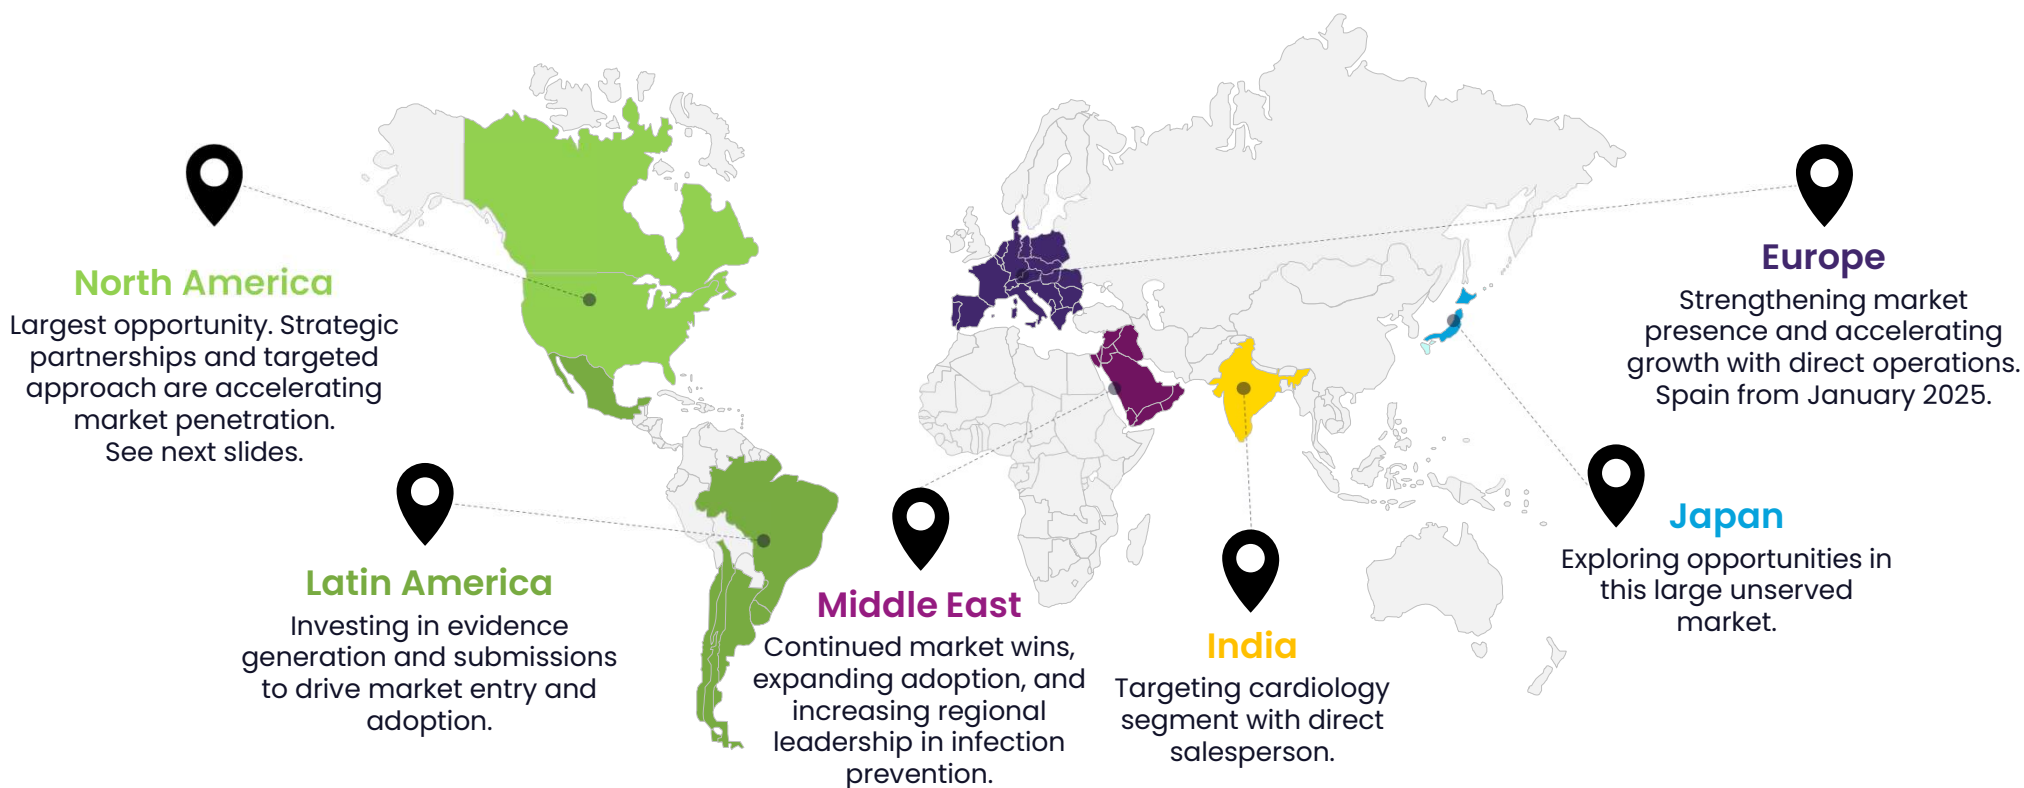 North America
Largest opportunity. Strategic
partnerships and targeted
approach are accelerating
market penetration.
See next slides.
Latin America
Investing in evidence
generation and submissions
to drive market entry and
adoption.
Middle East
Continued market wins,
expanding adoption, and
increasing regional
leadership in infection
prevention.
India
Targeting cardiology
segment with direct
salesperson.
Europe
Strengthening market
presence and accelerating
growth with direct operations.
Spain from January 2025.
Japan
Exploring opportunities in
this large unserved
market.